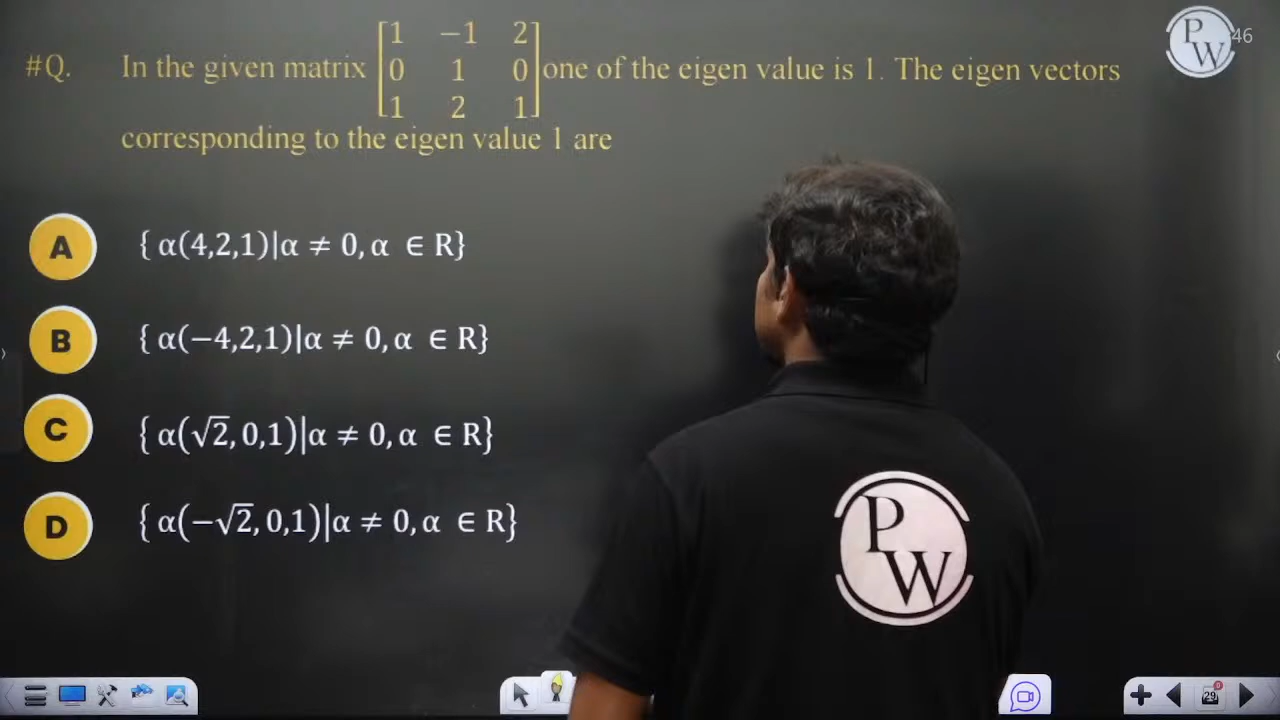 #Q. In the given matrix [1 −1 2; 0 1 0; 1 2 1] one of the eigen value is 1. The eigen vectors
corresponding to the eigen value 1 are
A { α(4,2,1)|α ≠ 0, α ∈ R}
B { α(−4,2,1)|α ≠ 0, α ∈ R}
C { α(√2, 0,1)|α ≠ 0, α ∈ R}
D { α(−√2, 0,1)|α ≠ 0, α ∈ R}
PW
46
PW
29